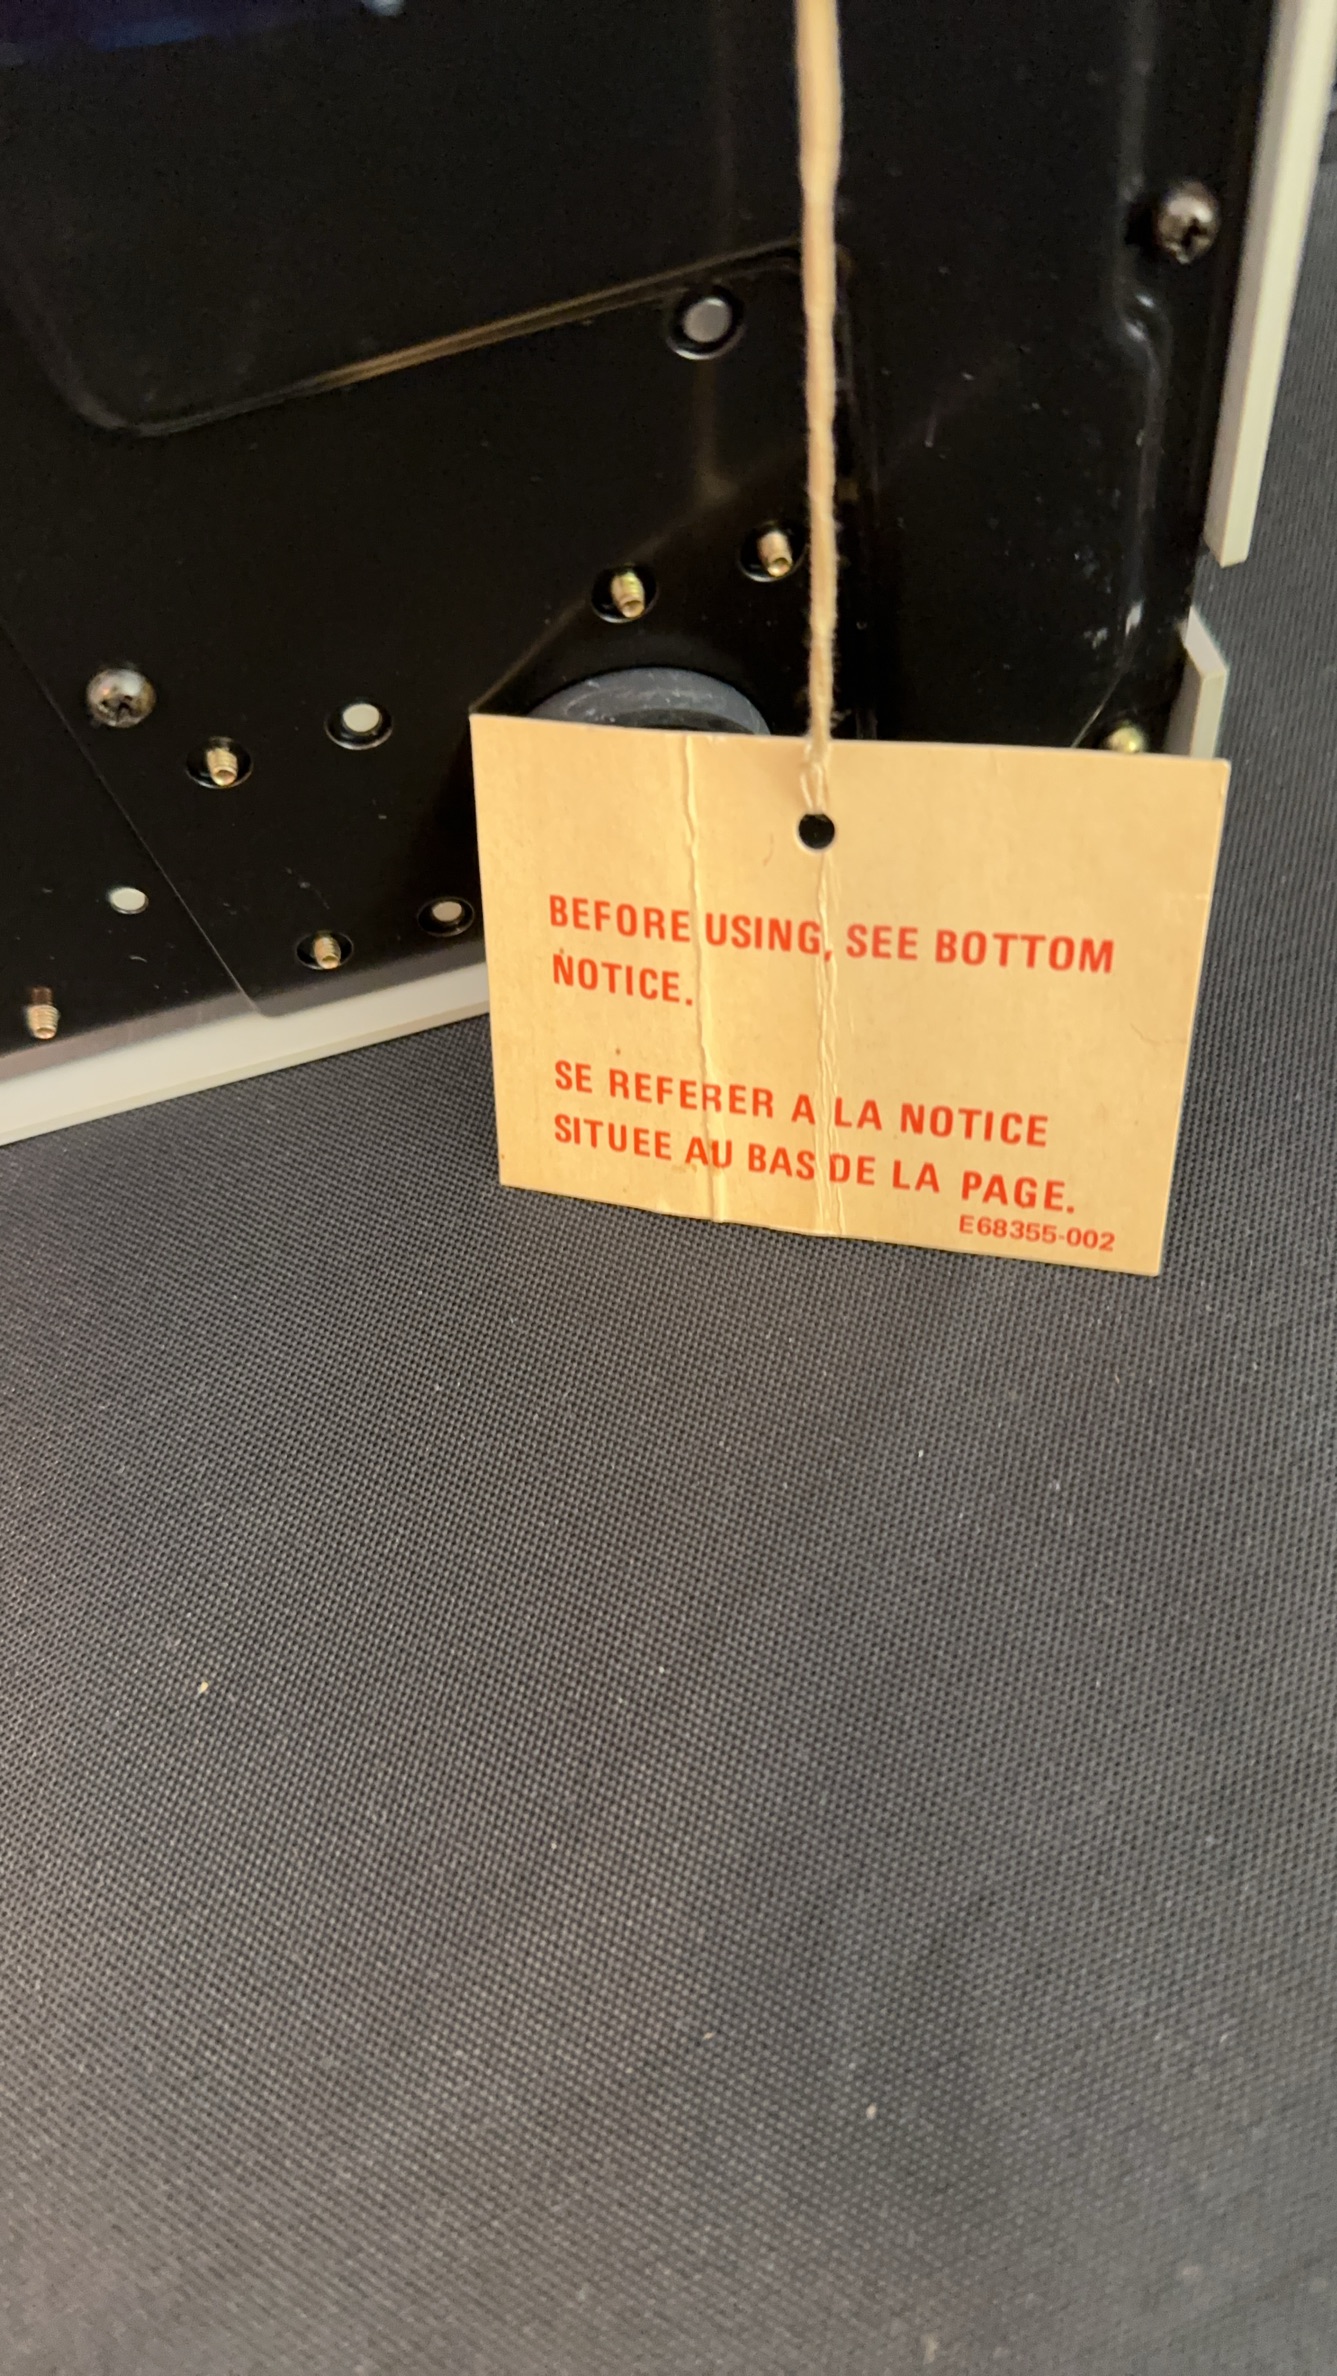 BEFORE USING, SEE BOTTOM
NOTICE.
SE REFERER A LA NOTICE
SITUEE AU BAS DE LA PAGE.
E68355-002